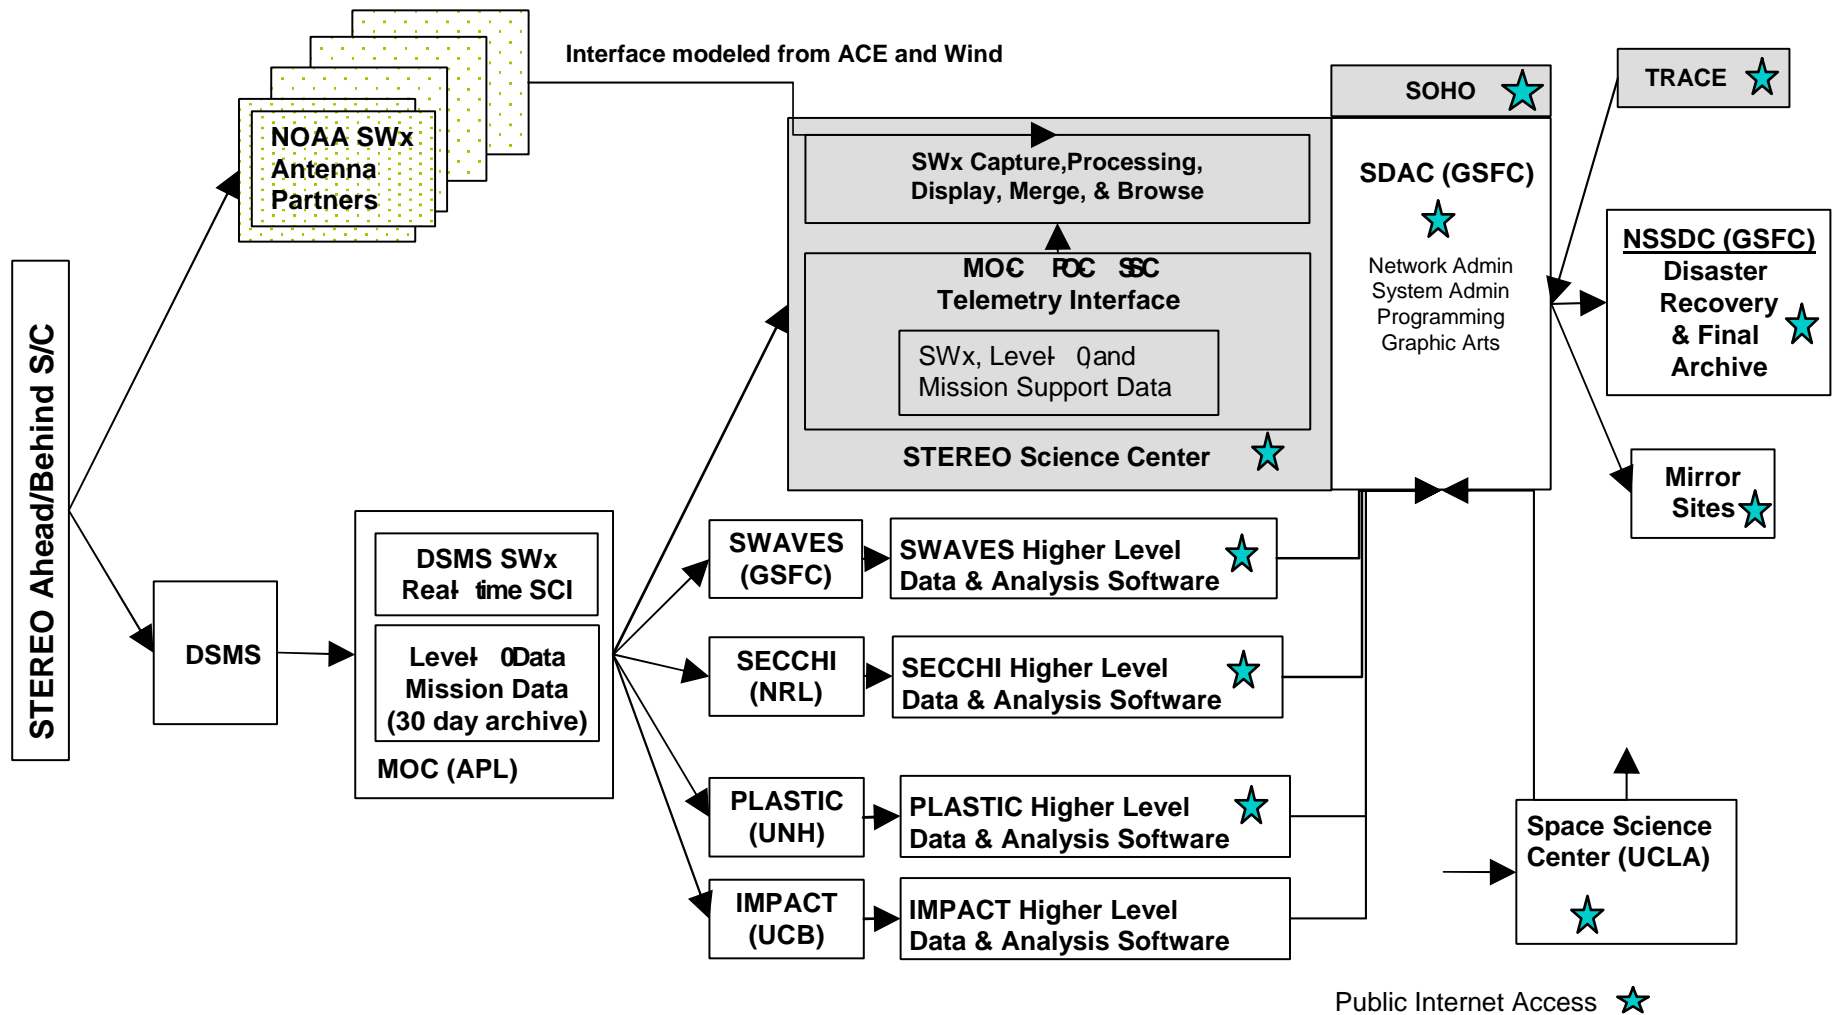 Interface modeled from ACE and Wind
NOAA SWx
Antenna
Partners
SOHO
TRACE
SWx Capture,Processing,
Display, Merge, & Browse
SDAC (GSFC)
Network Admin
System Admin
Programming
Graphic Arts
NSSDC (GSFC)
Disaster
Recovery
& Final
Archive
MOC POC SSC
Telemetry Interface
SWx, Level- 0,and
Mission Support Data
STEREO Science Center
Mirror
Sites
STEREO Ahead/Behind S/C
DSMS
DSMS SWx
Real- time SCI
Level- 0Data
Mission Data
(30 day archive)
MOC (APL)
SWAVES
(GSFC)
SWAVES Higher Level
Data & Analysis Software
SECCHI
(NRL)
SECCHI Higher Level
Data & Analysis Software
PLASTIC
(UNH)
PLASTIC Higher Level
Data & Analysis Software
IMPACT
(UCB)
IMPACT Higher Level
Data & Analysis Software
Space Science
Center (UCLA)
Public Internet Access